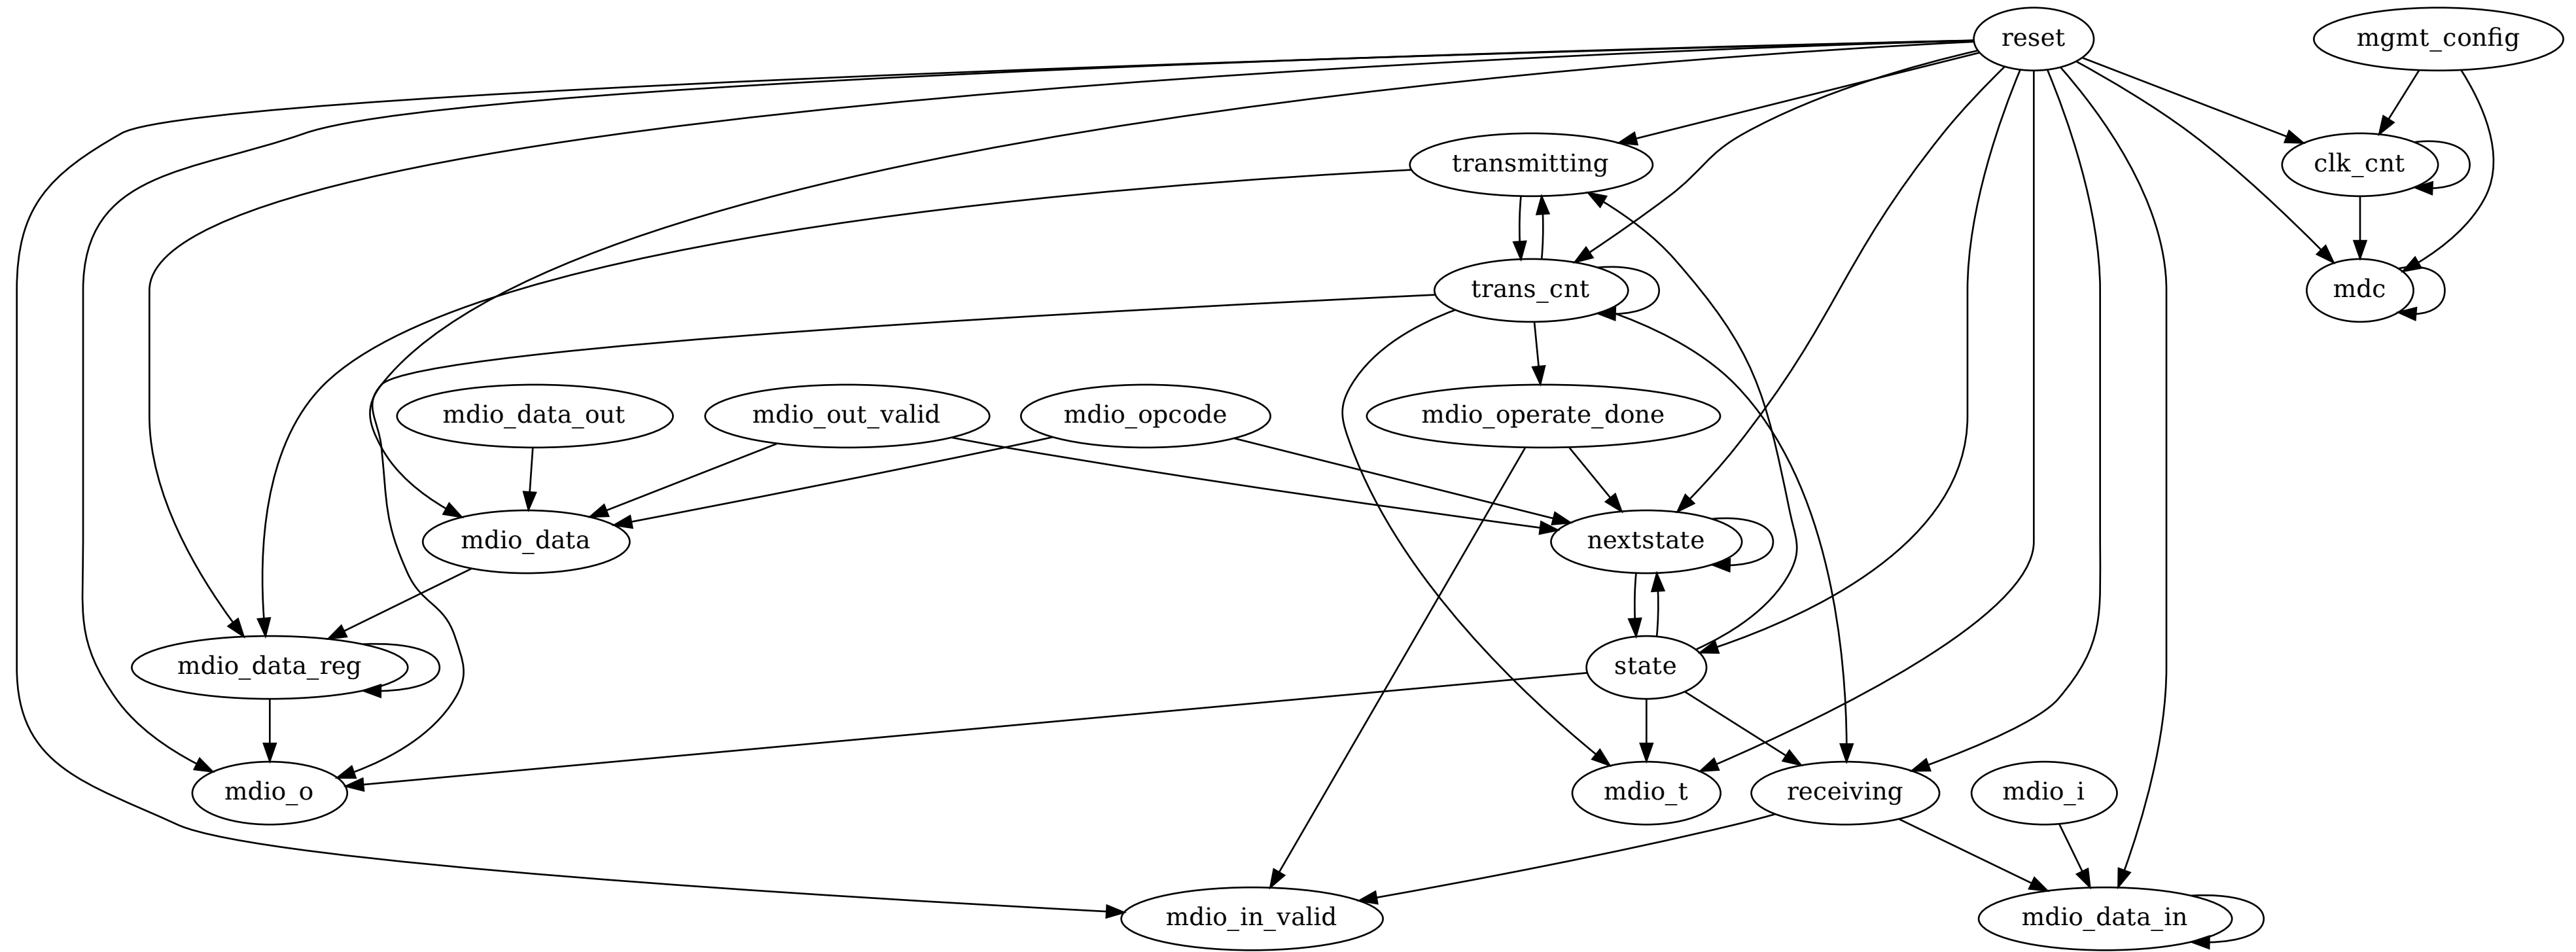 reset
mgmt_config
transmitting
clk_cnt
trans_cnt
mdc
mdio_data_out
mdio_out_valid
mdio_opcode
mdio_operate_done
mdio_data
nextstate
mdio_data_reg
state
mdio_o
mdio_t
receiving
mdio_i
mdio_in_valid
mdio_data_in